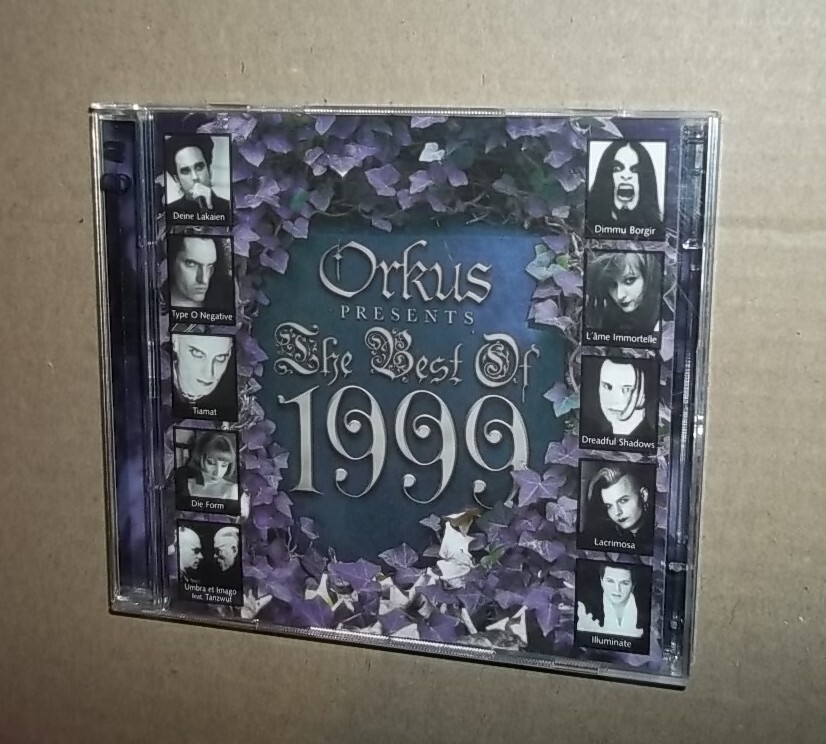 Orkus
PRESENTS
The Best Of
1999
Deine Lakaien
Type O Negative
Tiamat
Die Form
Umbra et Imago
feat. Tanzwut
Dimmu Borgir
L'âme Immortelle
Dreadful Shadows
Lacrimosa
Illuminate